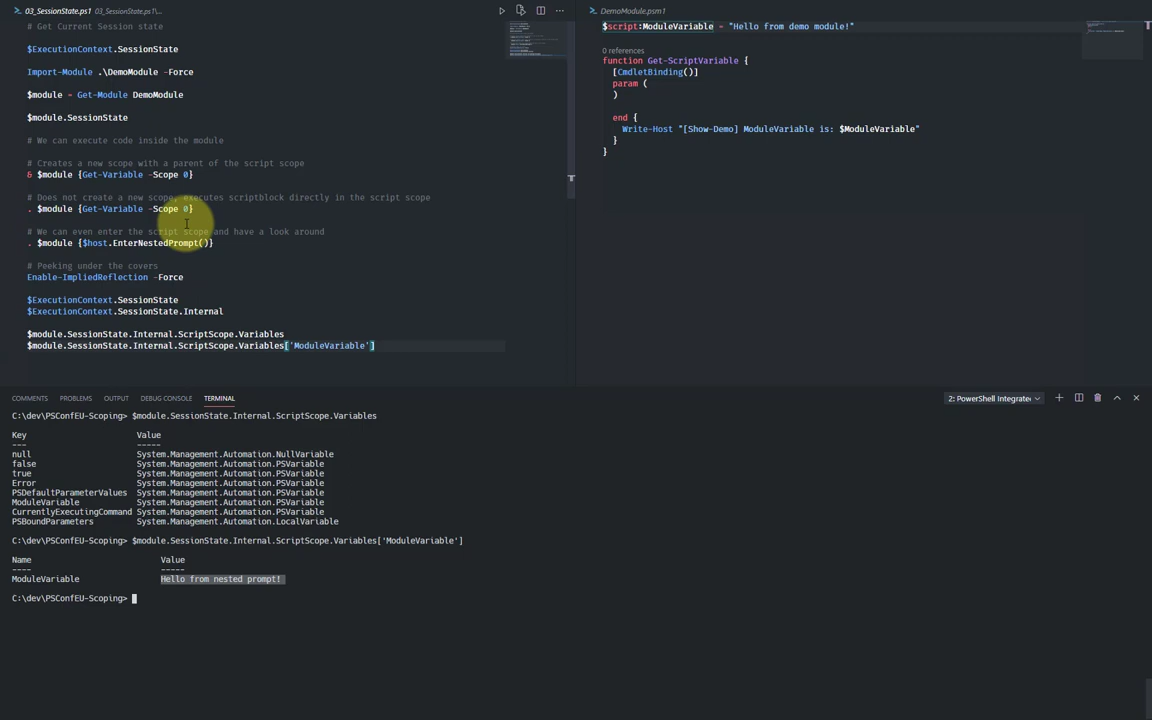 03_SessionState.ps1 03_SessionState.ps1\...
# Get Current Session state
$ExecutionContext.SessionState
Import-Module .\DemoModule -Force
$module = Get-Module DemoModule
$module.SessionState
# We can execute code inside the module
# Creates a new scope with a parent of the script scope
& $module {Get-Variable -Scope 0}
# Does not create a new scope, executes scriptblock directly in the script scope
. $module {Get-Variable -Scope 0}
# We can even enter the script scope and have a look around
. $module {$host.EnterNestedPrompt()}
# Peeking under the covers
Enable-ImpliedReflection -Force
$ExecutionContext.SessionState
$ExecutionContext.SessionState.Internal
$module.SessionState.Internal.ScriptScope.Variables
$module.SessionState.Internal.ScriptScope.Variables['ModuleVariable']
DemoModule.psm1
$script:ModuleVariable = "Hello from demo module!"
0 references
function Get-ScriptVariable {
[CmdletBinding()]
param (
)
end {
Write-Host "[Show-Demo] ModuleVariable is: $ModuleVariable"
}
}
COMMENTS PROBLEMS OUTPUT DEBUG CONSOLE TERMINAL 2: PowerShell Integrated
C:\dev\PSConfEU-Scoping> $module.SessionState.Internal.ScriptScope.Variables
Key Value
--- -----
null System.Management.Automation.NullVariable
false System.Management.Automation.PSVariable
true System.Management.Automation.PSVariable
Error System.Management.Automation.PSVariable
PSDefaultParameterValues System.Management.Automation.PSVariable
ModuleVariable System.Management.Automation.PSVariable
CurrentlyExecutingCommand System.Management.Automation.PSVariable
PSBoundParameters System.Management.Automation.LocalVariable
C:\dev\PSConfEU-Scoping> $module.SessionState.Internal.ScriptScope.Variables['ModuleVariable']
Name Value
---- -----
ModuleVariable Hello from nested prompt!
C:\dev\PSConfEU-Scoping>